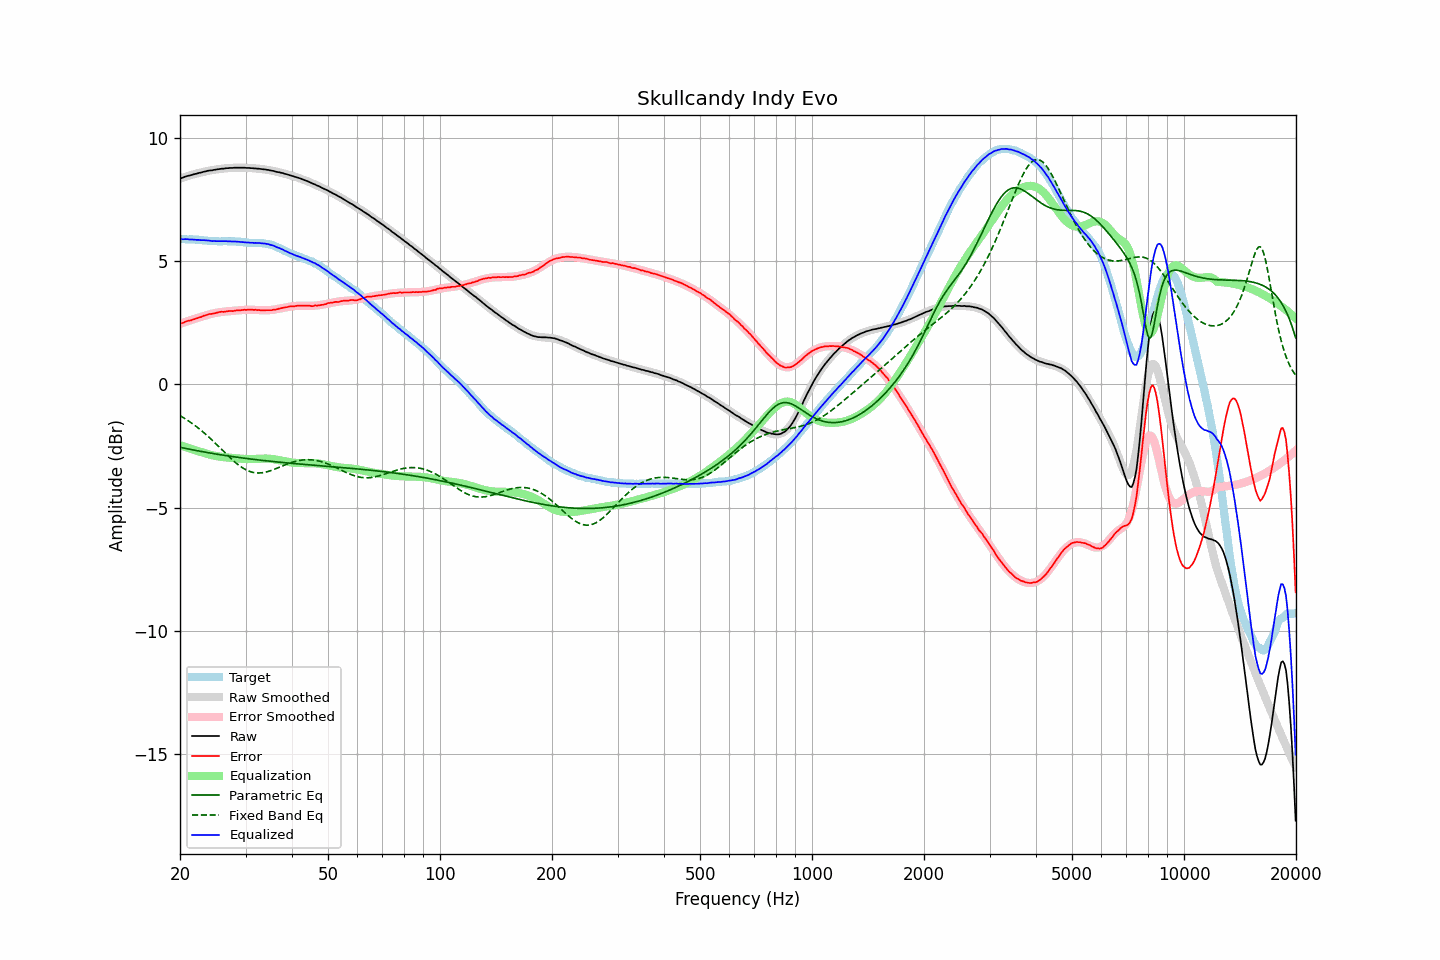 Skullcandy Indy Evo
Amplitude (dBr)
10
5
0
−5
−10
−15
Target
Raw Smoothed
Error Smoothed
Raw
Error
Equalization
Parametric Eq
Fixed Band Eq
Equalized
20 50 100 200 500 1000 2000 5000 10000 20000
Frequency (Hz)